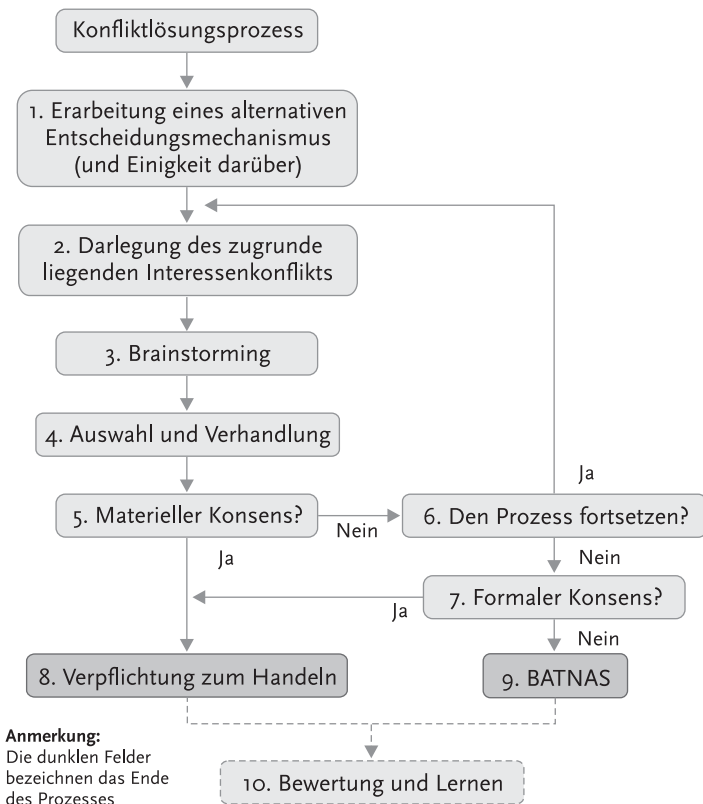 Konfliktlösungsprozess
1. Erarbeitung eines alternativen
Entscheidungsmechanismus
(und Einigkeit darüber)
2. Darlegung des zugrunde
liegenden Interessenkonflikts
3. Brainstorming
4. Auswahl und Verhandlung
Ja
5. Materieller Konsens?
Nein
6. Den Prozess fortsetzen?
Ja
Nein
7. Formaler Konsens?
Ja
Nein
8. Verpflichtung zum Handeln
9. BATNAS
Anmerkung:
Die dunklen Felder
bezeichnen das Ende
des Prozesses
10. Bewertung und Lernen